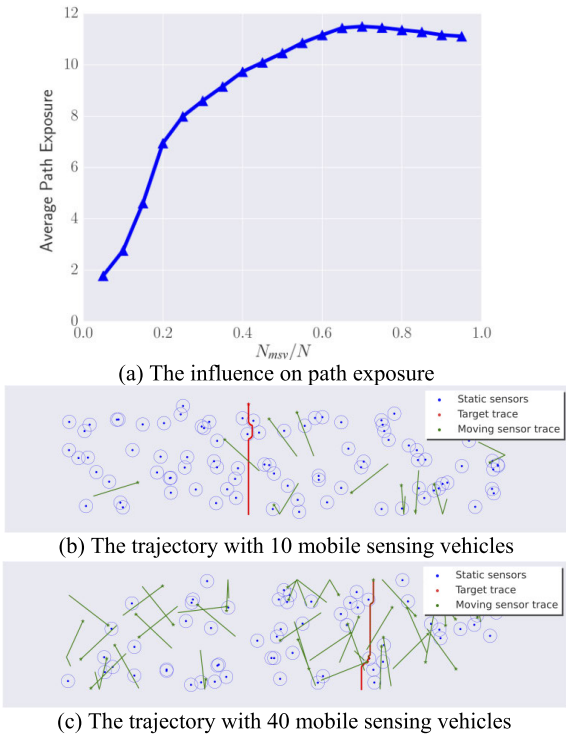 12
10
8
6
4
2
0
Average Path Exposure
0.0 0.2 0.4 0.6 0.8 1.0
N_msv/N
(a) The influence on path exposure
Static sensors
Target trace
Moving sensor trace
(b) The trajectory with 10 mobile sensing vehicles
Static sensors
Target trace
Moving sensor trace
(c) The trajectory with 40 mobile sensing vehicles